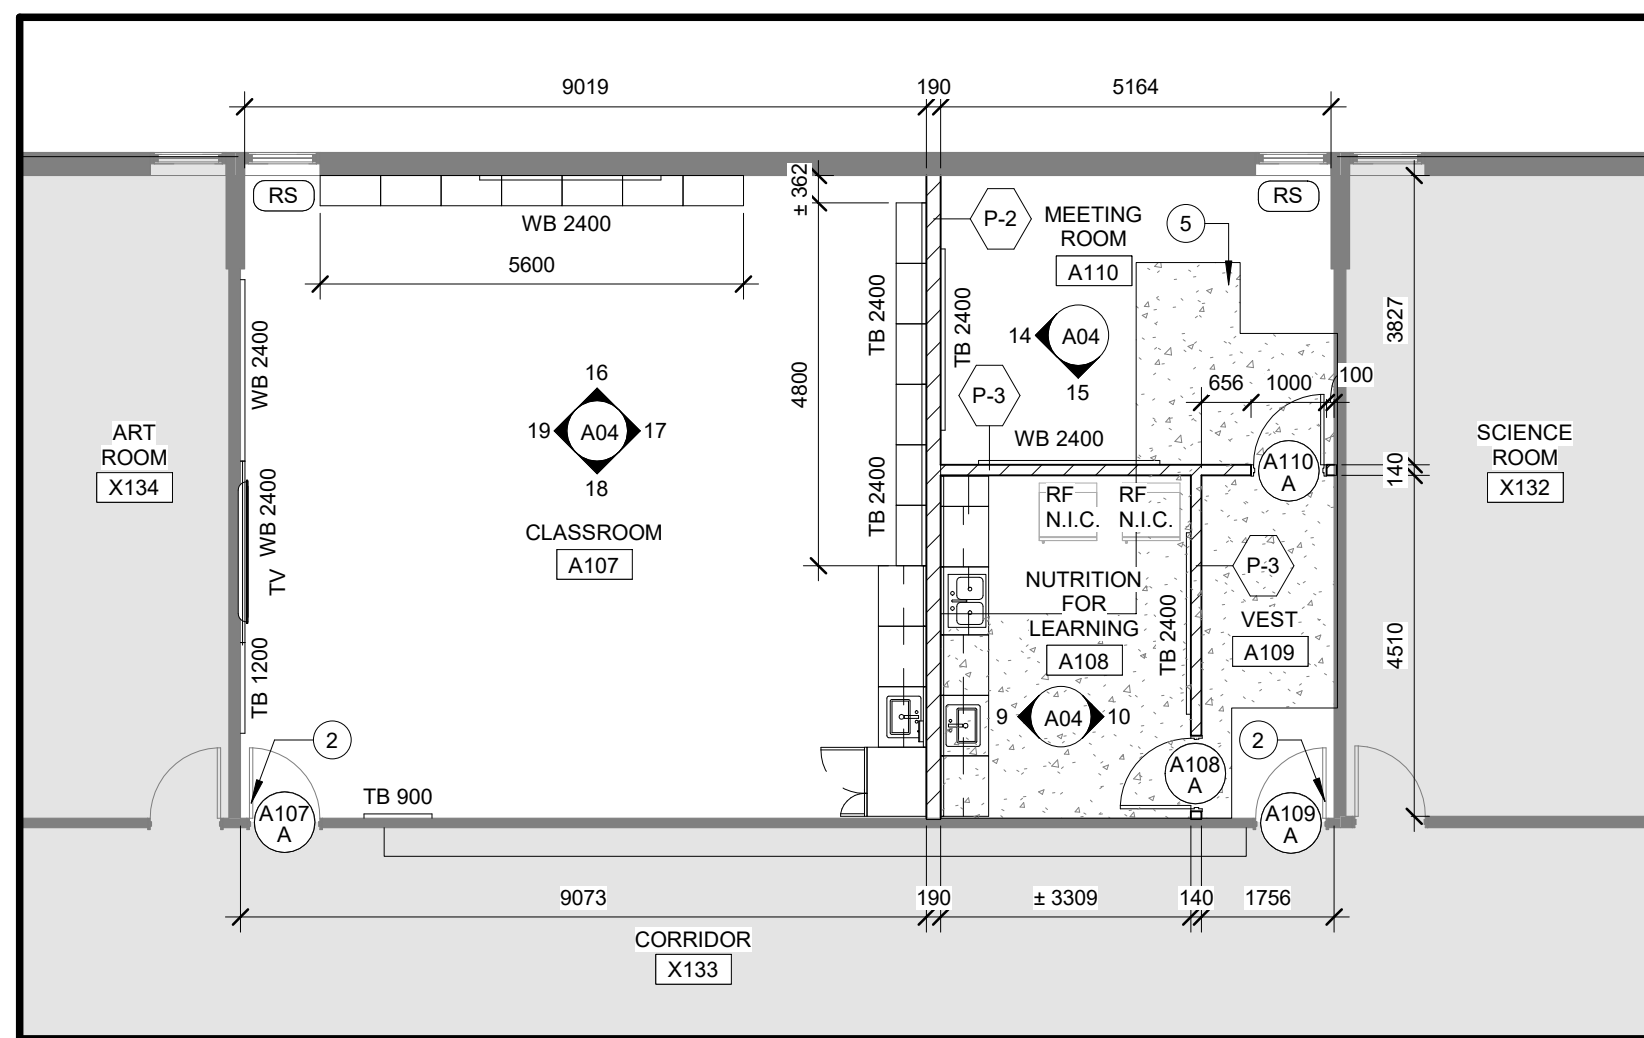 9019
190
5164
RS
WB 2400
5600
± 362
4800
TB 2400
TB 2400
P-2
MEETING
ROOM
A110
5
RS
TB 2400
14
A04
15
P-3
WB 2400
656
1000
100
3827
140
4510
A110
A
ART
ROOM
X134
WB 2400
WB 2400
TV
TB 1200
16
19
A04
17
18
CLASSROOM
A107
RF
N.I.C.
RF
N.I.C.
NUTRITION
FOR
LEARNING
A108
TB 2400
P-3
VEST
A109
9
A04
10
SCIENCE
ROOM
X132
2
A107
A
TB 900
A108
A
2
A109
A
9073
190
± 3309
140
1756
CORRIDOR
X133